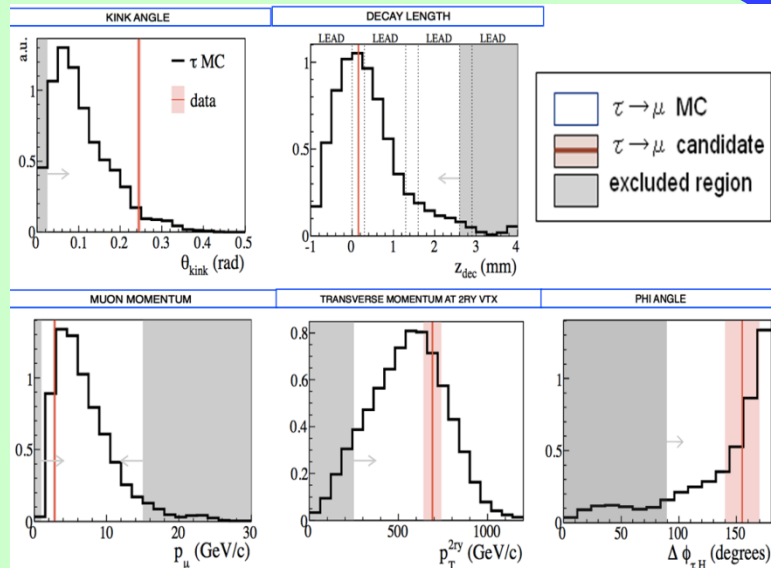 KINK ANGLE
DECAY LENGTH
a.u.
1
0.5
0
0 0.1 0.2 0.3 0.4 0.5
θkink (rad)
τ MC
data
LEAD LEAD LEAD LEAD
1
0.5
0
-1 0 1 2 3 4
zdec (mm)
τ→μ MC
τ→μ candidate
excluded region
MUON MOMENTUM
TRANSVERSE MOMENTUM AT 2RY VTX
PHI ANGLE
1
0.5
0
0 10 20 30
pμ (GeV/c)
0.8
0.6
0.4
0.2
0
500 1000
pT2ry (GeV/c)
1
0.5
0
0 50 100 150
Δ ϕτ H (degrees)